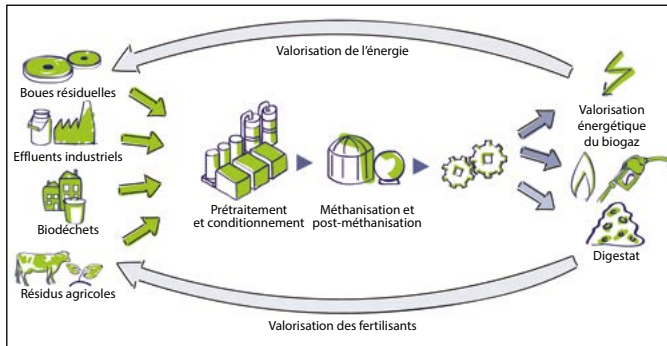 Valorisation de l'énergie
Boues résiduelles
Effluents industriels
Biodéchets
Résidus agricoles
Prétraitement
et conditionnement
Méthanisation et
post-méthanisation
Valorisation
énergétique
du biogaz
Digestat
Valorisation des fertilisants